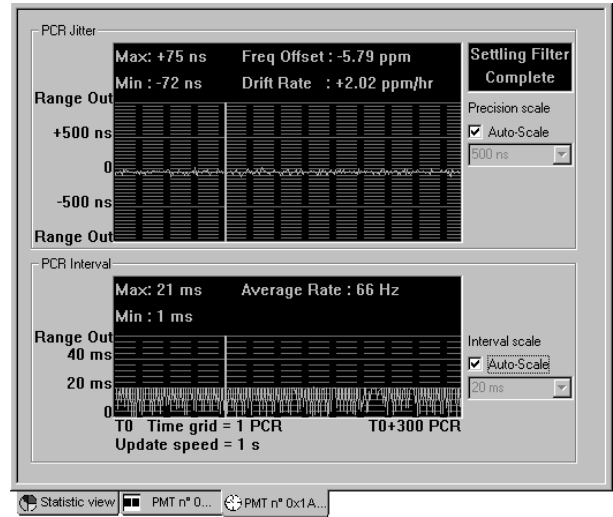 PCR Jitter
Max: +75 ns Freq Offset : -5.79 ppm
Min : -72 ns Drift Rate : +2.02 ppm/hr
Settling Filter
Complete
Range Out
+500 ns
0
-500 ns
Range Out
Precision scale
Auto-Scale
500 ns
PCR Interval
Max: 21 ms Average Rate : 66 Hz
Min : 1 ms
Range Out
40 ms
20 ms
0
T0 Time grid = 1 PCR T0+300 PCR
Update speed = 1 s
Interval scale
Auto-Scale
20 ms
Statistic view PMT n° 0... PMT n° 0x1A...